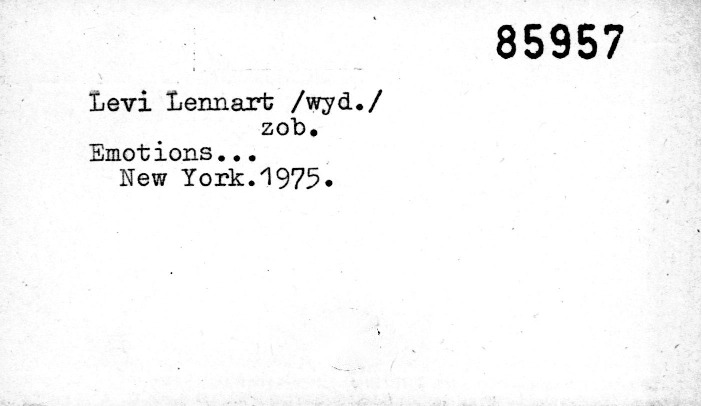 85957
Levi Lennart /wyd./
zob.
Emotions...
New York.1975.